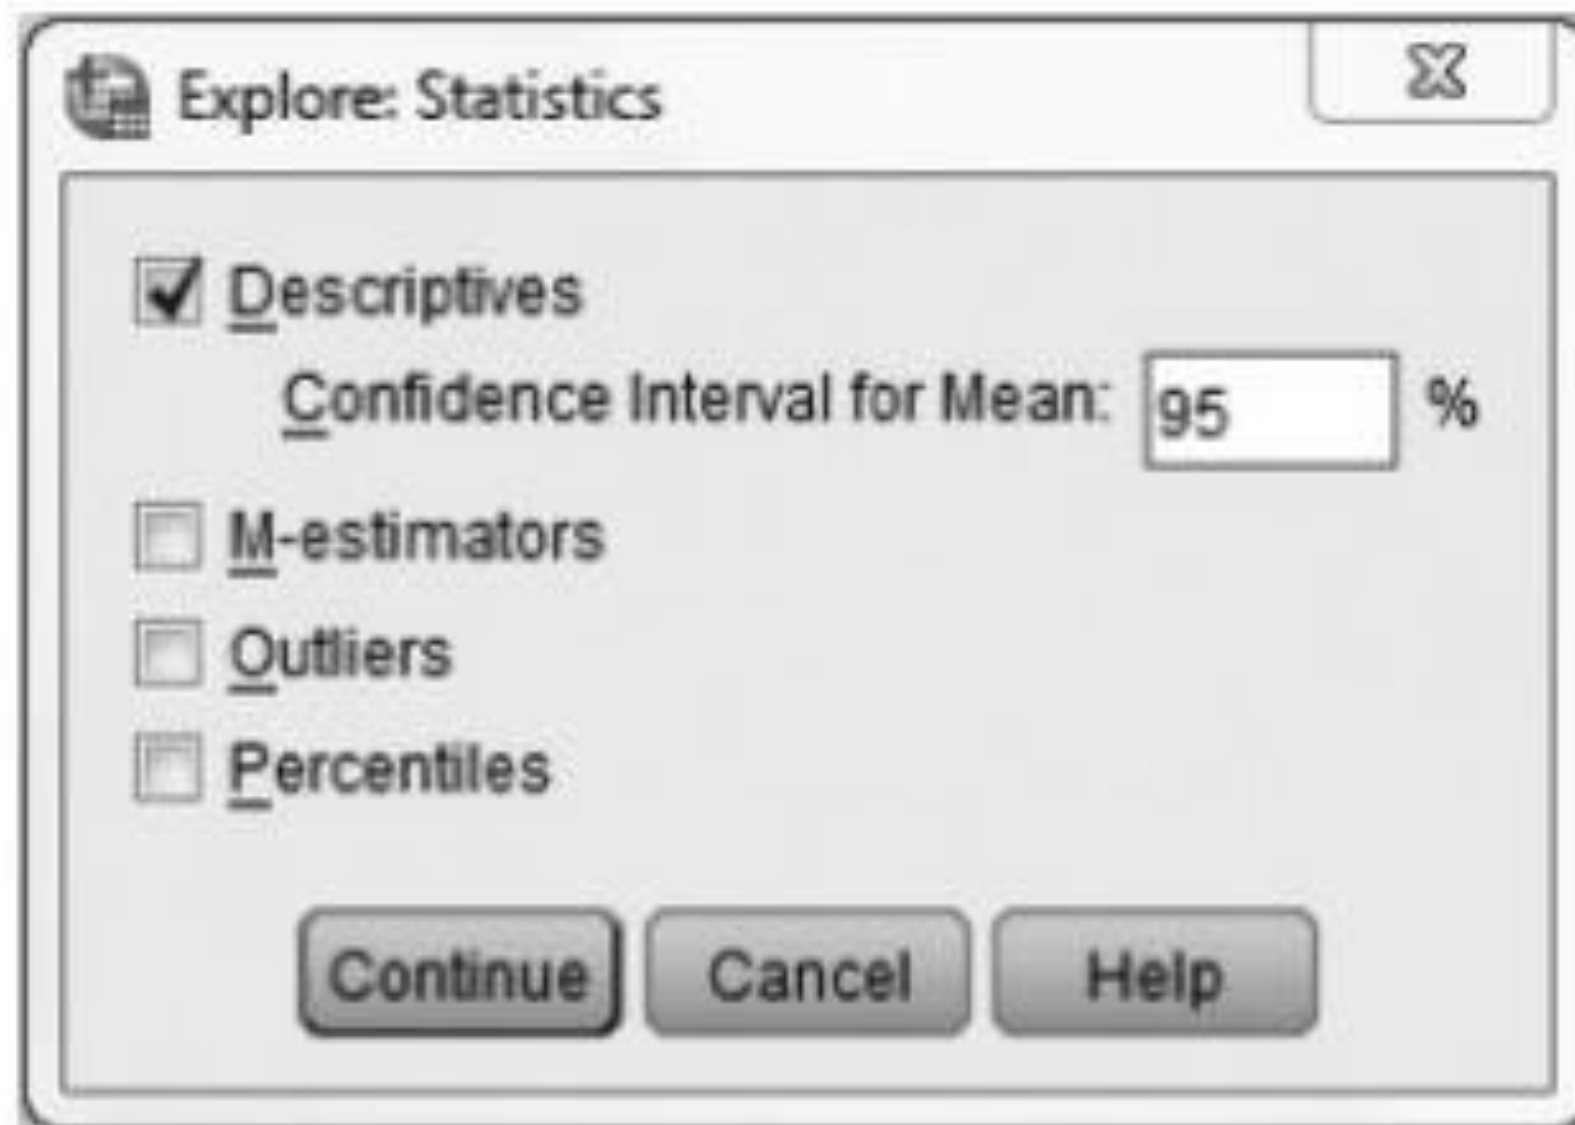 Explore: Statistics
Descriptives
Confidence Interval for Mean: 95 %
M-estimators
Outliers
Percentiles
Continue Cancel Help